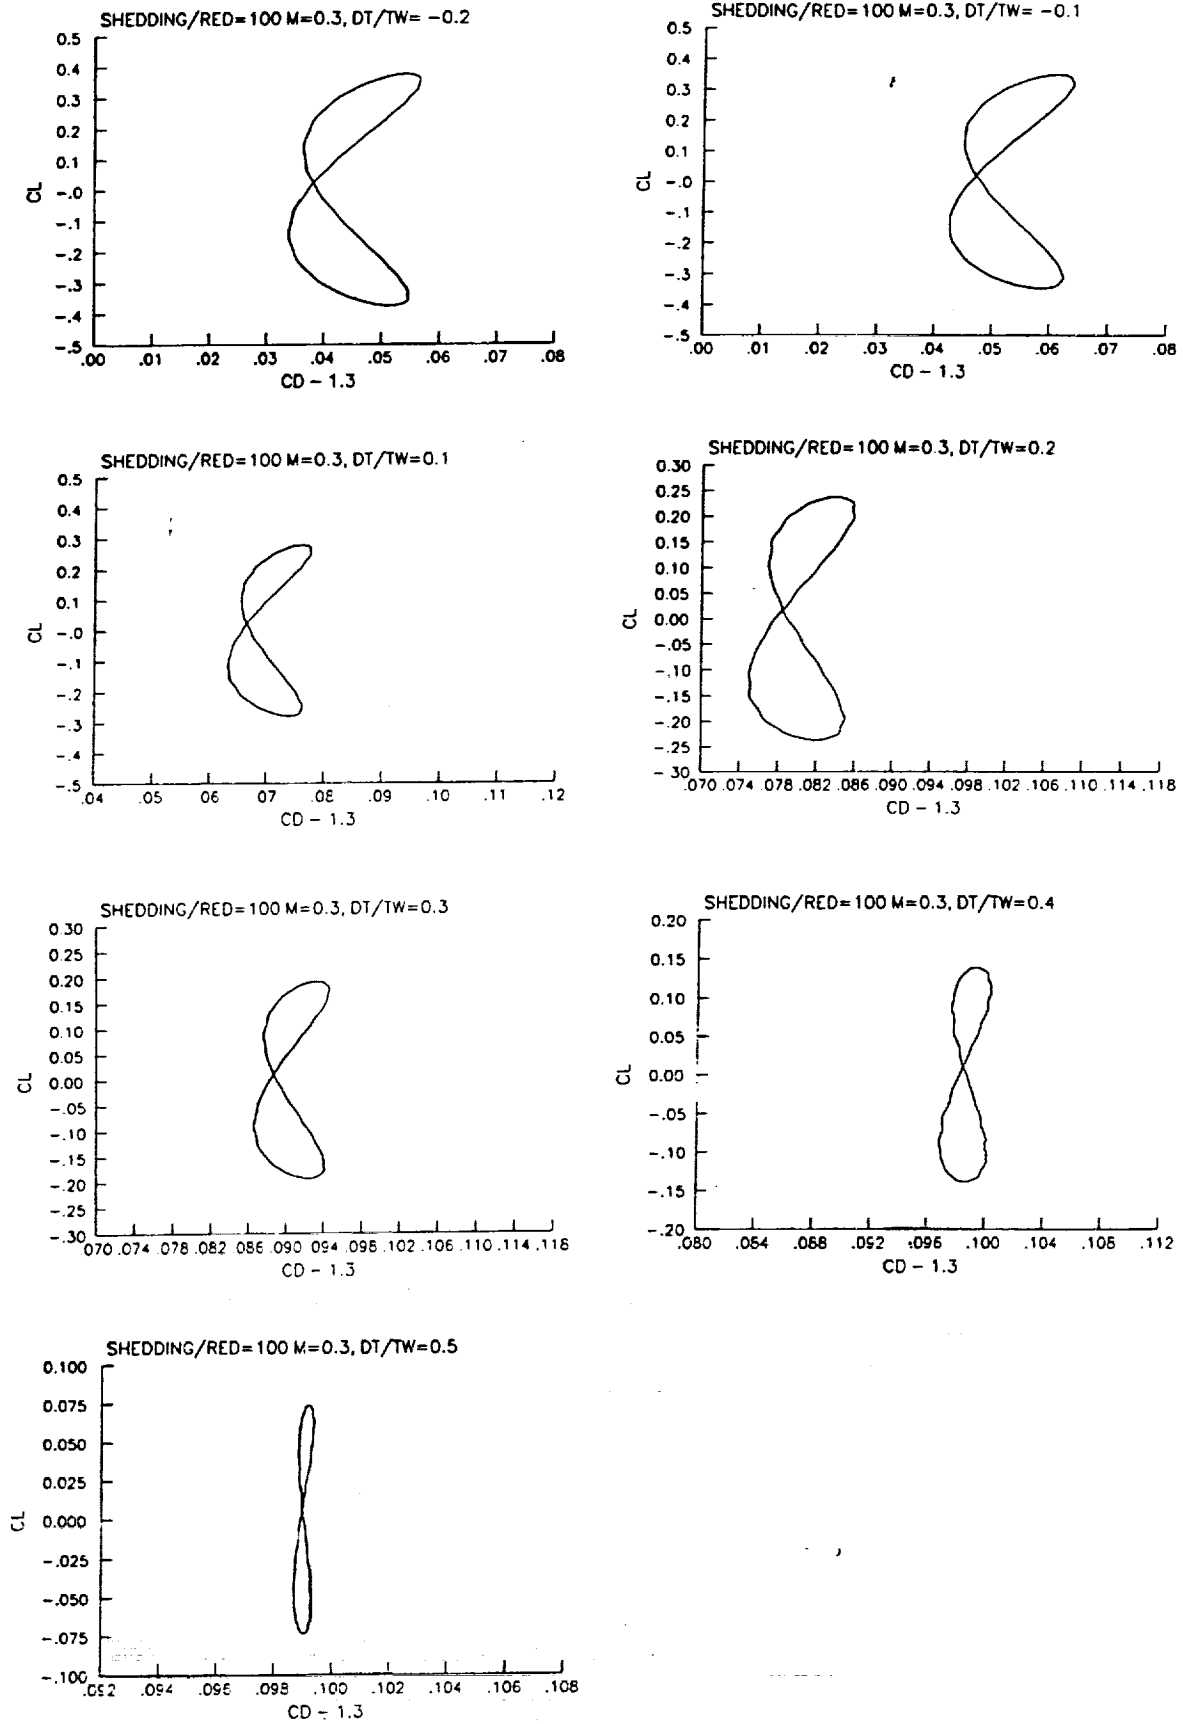 SHEDDING/RED=100 M=0.3, DT/TW= -0.2
0.5
0.4
0.3
0.2
0.1
-.0
-.1
-.2
-.3
-.4
-.5
CL
.00 .01 .02 .03 .04 .05 .06 .07 .08
CD - 1.3
SHEDDING/RED=100 M=0.3, DT/TW= -0.1
0.5
0.4
0.3
0.2
0.1
-.0
-.1
-.2
-.3
-.4
-.5
CL
.00 .01 .02 .03 .04 .05 .06 .07 .08
CD - 1.3
SHEDDING/RED=100 M=0.3, DT/TW=0.1
0.5
0.4
0.3
0.2
0.1
-.0
-.1
-.2
-.3
-.4
-.5
CL
.04 .05 .06 .07 .08 .09 .10 .11 .12
CD - 1.3
SHEDDING/RED=100 M=0.3, DT/TW=0.2
0.30
0.25
0.20
0.15
0.10
0.05
0.00
-.05
-.10
-.15
-.20
-.25
-.30
CL
.070 .074 .078 .082 .086 .090 .094 .098 .102 .106 .110 .114 .118
CD - 1.3
SHEDDING/RED=100 M=0.3, DT/TW=0.3
0.30
0.25
0.20
0.15
0.10
0.05
0.00
-.05
-.10
-.15
-.20
-.25
-.30
CL
.070 .074 .078 .082 .086 .090 .094 .098 .102 .106 .110 .114 .118
CD - 1.3
SHEDDING/RED=100 M=0.3, DT/TW=0.4
0.20
0.15
0.10
0.05
0.00
-.05
-.10
-.15
-.20
CL
.080 .084 .088 .092 .096 .100 .104 .108 .112
CD - 1.3
SHEDDING/RED=100 M=0.3, DT/TW=0.5
0.100
0.075
0.050
0.025
0.000
-.025
-.050
-.075
-.100
CL
.092 .094 .096 .098 .100 .102 .104 .106 .108
CD - 1.3